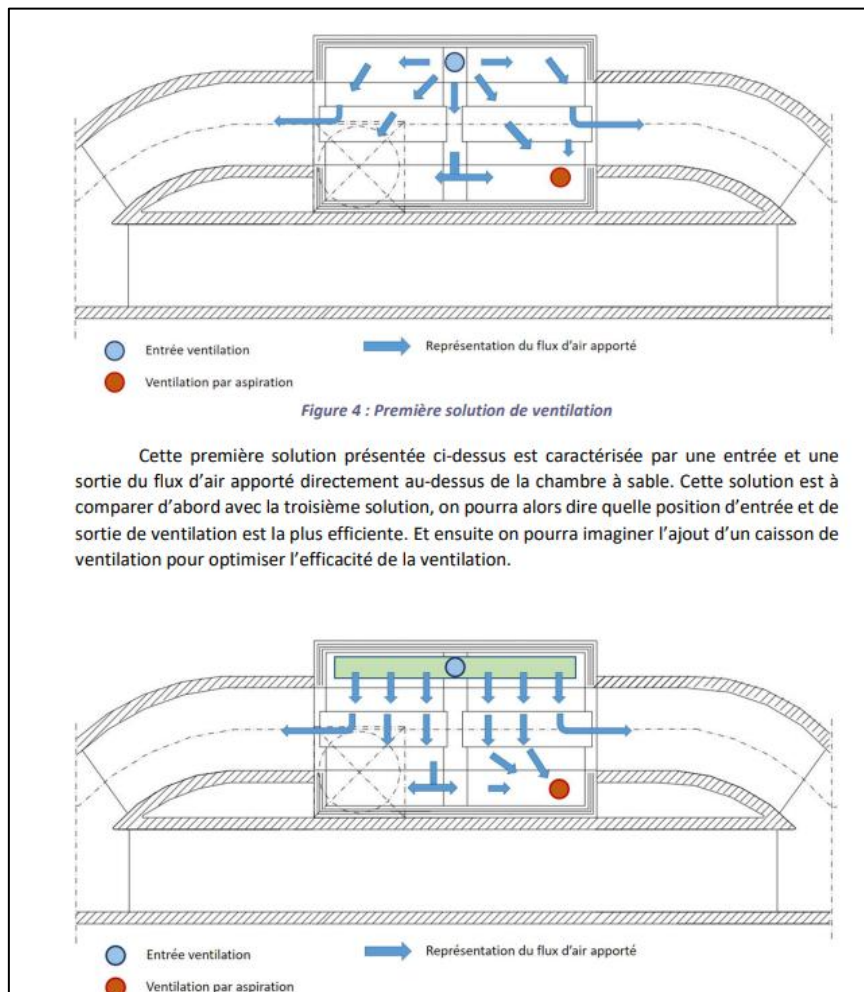 Entrée ventilation
Représentation du flux d'air apporté
Ventilation par aspiration
Figure 4 : Première solution de ventilation
Cette première solution présentée ci-dessus est caractérisée par une entrée et une
sortie du flux d'air apporté directement au-dessus de la chambre à sable. Cette solution est à
comparer d'abord avec la troisième solution, on pourra alors dire quelle position d'entrée et de
sortie de ventilation est la plus efficiente. Et ensuite on pourra imaginer l'ajout d'un caisson de
ventilation pour optimiser l'efficacité de la ventilation.
Entrée ventilation
Représentation du flux d'air apporté
Ventilation par aspiration